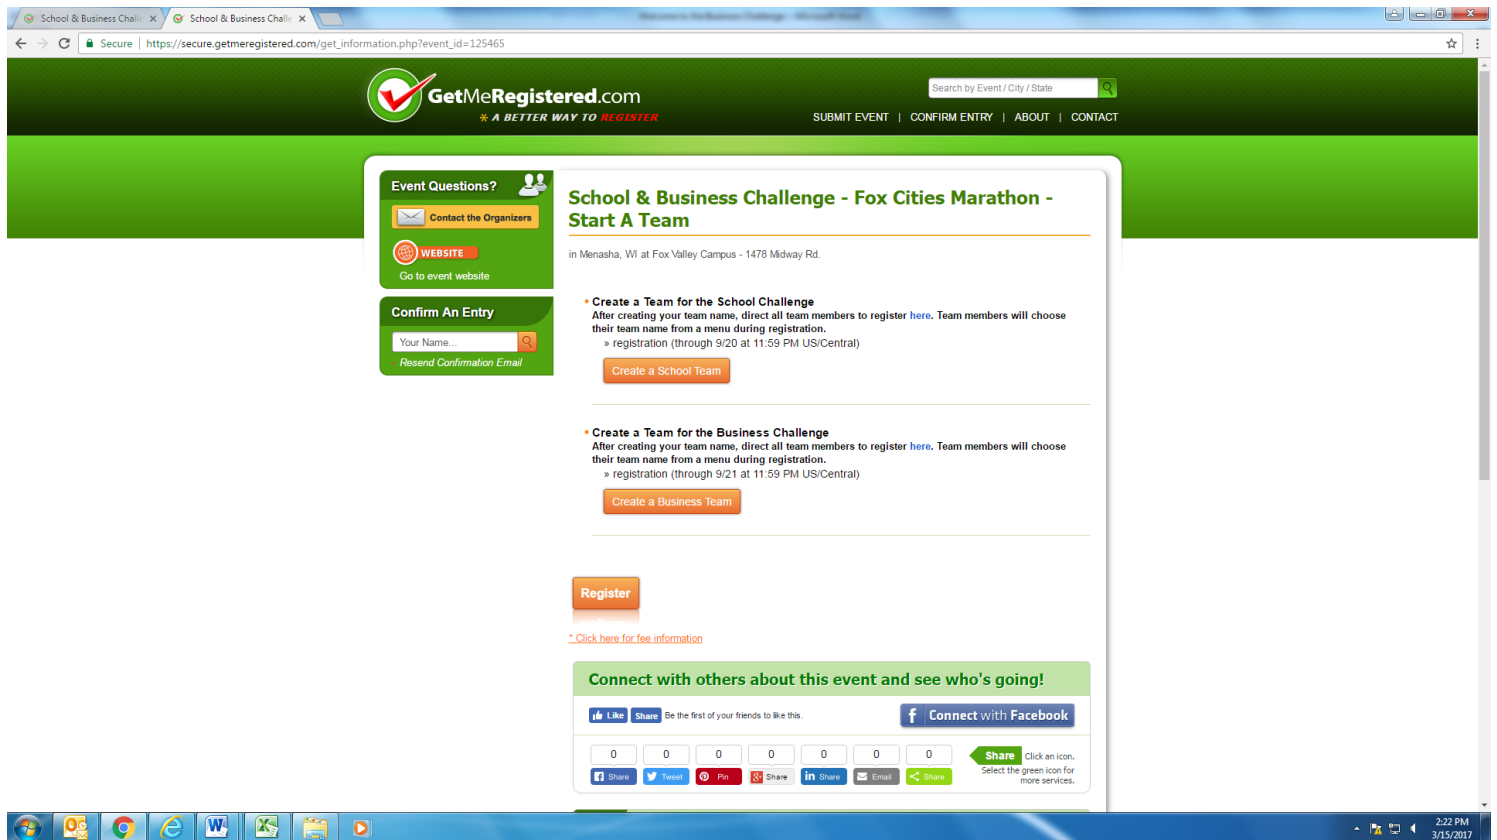 School & Business Challe
School & Business Challe
Welcome to the Business Challenge - Microsoft Word
Secure | https://secure.getmeregistered.com/get_information.php?event_id=125465
GetMeRegistered.com
* A BETTER WAY TO REGISTER
Search by Event / City / State
SUBMIT EVENT | CONFIRM ENTRY | ABOUT | CONTACT
Event Questions?
Contact the Organizers
WEBSITE
Go to event website
Confirm An Entry
Your Name...
Resend Confirmation Email
School & Business Challenge - Fox Cities Marathon -
Start A Team
in Menasha, WI at Fox Valley Campus - 1478 Midway Rd.
Create a Team for the School Challenge
After creating your team name, direct all team members to register here. Team members will choose
their team name from a menu during registration.
» registration (through 9/20 at 11:59 PM US/Central)
Create a School Team
Create a Team for the Business Challenge
After creating your team name, direct all team members to register here. Team members will choose
their team name from a menu during registration.
» registration (through 9/21 at 11:59 PM US/Central)
Create a Business Team
Register
* Click here for fee information
Connect with others about this event and see who's going!
Like Share Be the first of your friends to like this.
f Connect with Facebook
0 0 0 0 0 0 0
Share Tweet Pin Share Share Email Share
Share Click an icon.
Select the green icon for
more services.
2:22 PM
3/15/2017